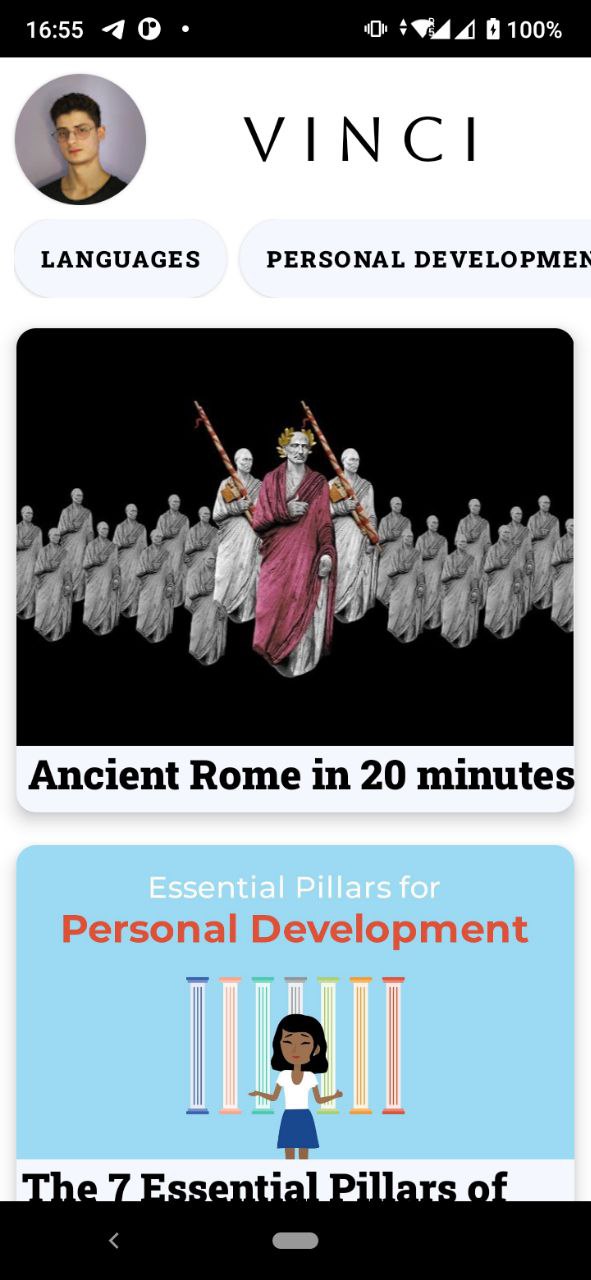 16:55
100%
VINCI
LANGUAGES
PERSONAL DEVELOPMEN
Ancient Rome in 20 minutes
Essential Pillars for
Personal Development
The 7 Essential Pillars of